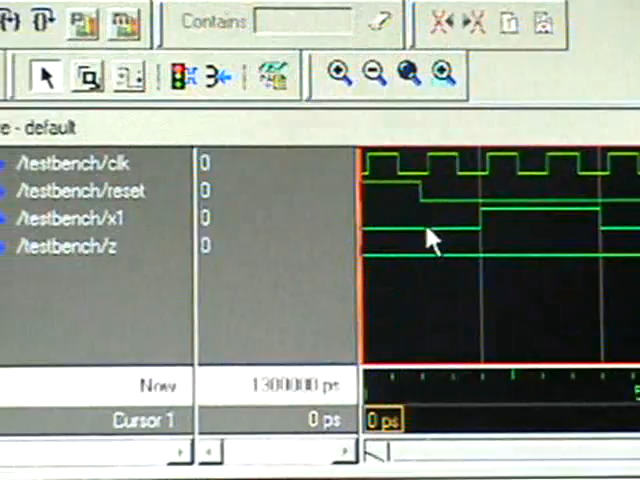 Contains
e - default
/testbench/clk 0
/testbench/reset 0
/testbench/x1 0
/testbench/z 0
Now 1300000 ps
Cursor 1 0 ps 0 ps